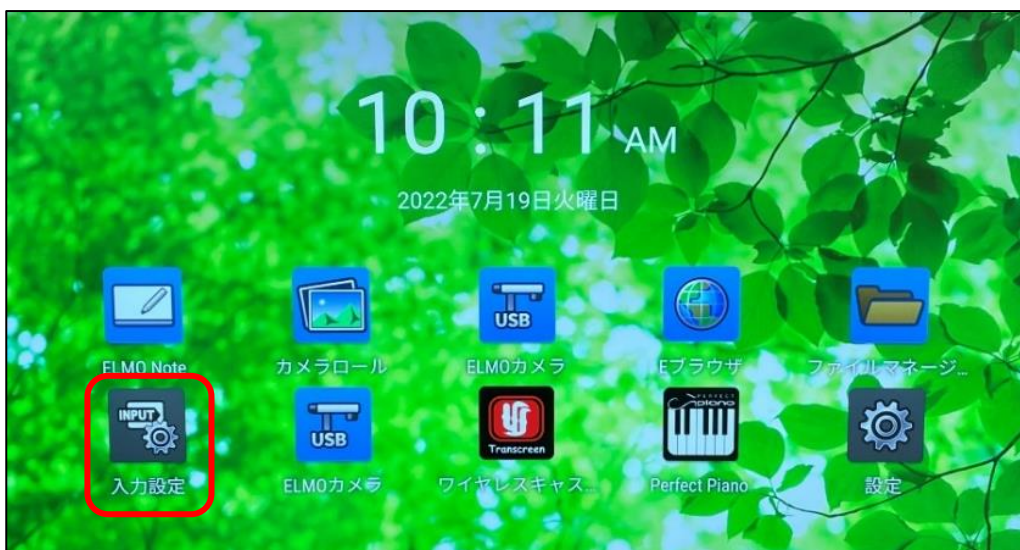 10 : 11 AM
2022年7月19日火曜日
USB
ELMO Note
カメラロール
ELMOカメラ
Eブラウザ
ファイルマネージ...
INPUT
USB
Transcreen
PERFECT
piano
入力設定
ELMOカメラ
ワイヤレスキャス...
Perfect Piano
設定